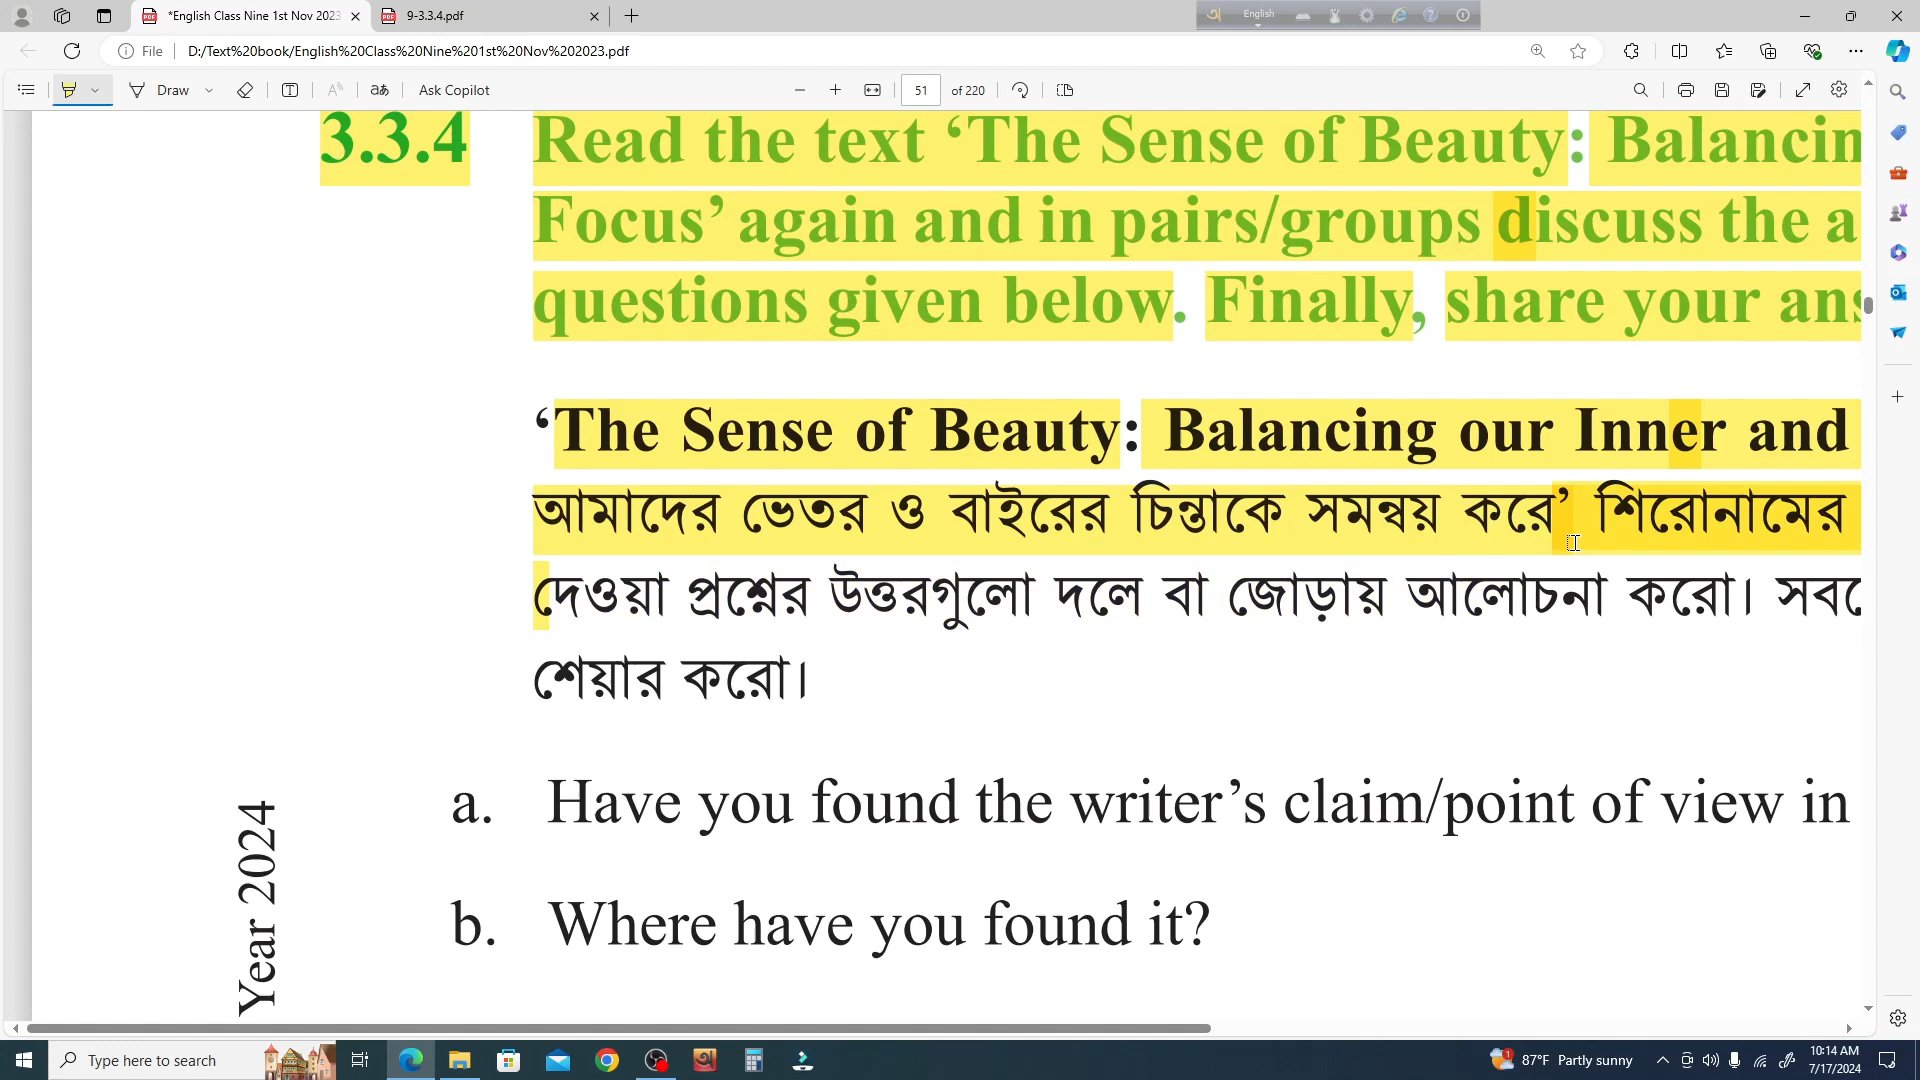 *English Class Nine 1st Nov 2023
9-3.3.4.pdf
English
File
D:/Text%20book/English%20Class%20Nine%201st%20Nov%202023.pdf
Draw
Ask Copilot
51 of 220
3.3.4 Read the text ‘The Sense of Beauty: Balancin
Focus’ again and in pairs/groups discuss the a
questions given below. Finally, share your ans
‘The Sense of Beauty: Balancing our Inner and
আমাদের ভেতর ও বাইরের চিন্তাকে সমন্বয় করে’ শিরোনামের
দেওয়া প্রশ্নের উত্তরগুলো দলে বা জোড়ায় আলোচনা করো। সবে
শেয়ার করো।
a. Have you found the writer’s claim/point of view in
b. Where have you found it?
Year 2024
Type here to search
87°F Partly sunny
10:14 AM
7/17/2024